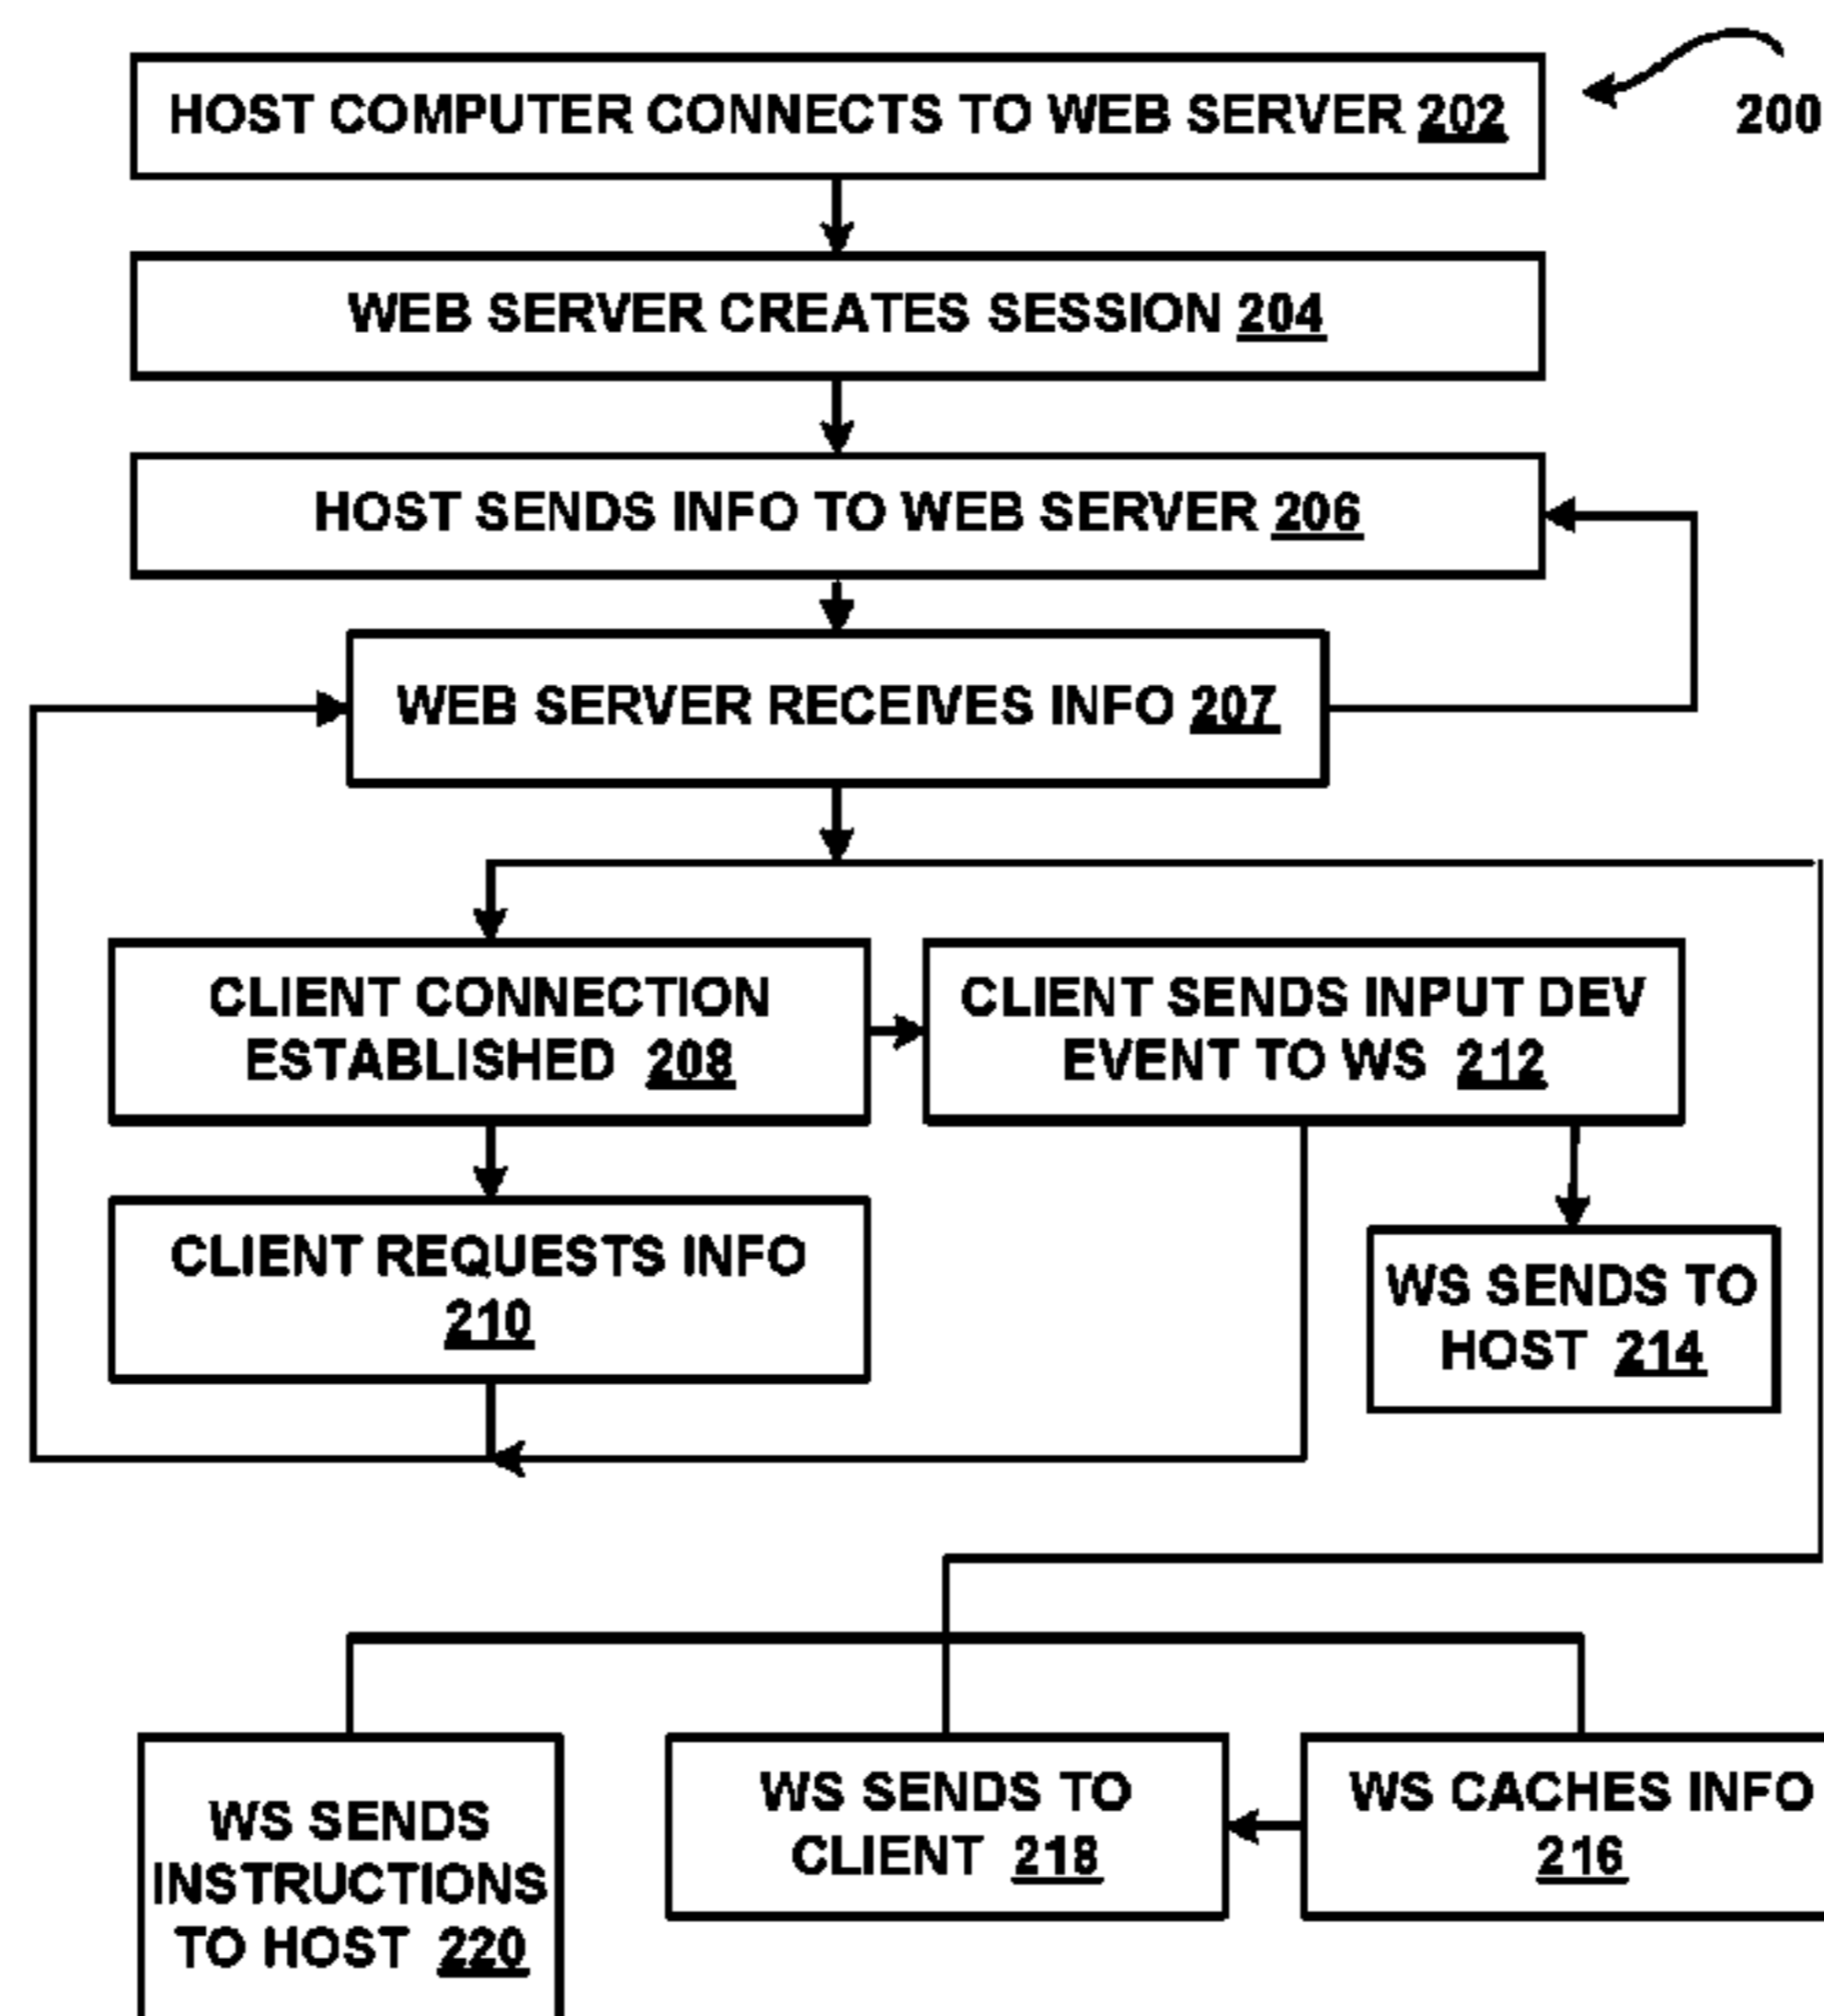 HOST COMPUTER CONNECTS TO WEB SERVER 202
200
WEB SERVER CREATES SESSION 204
HOST SENDS INFO TO WEB SERVER 206
WEB SERVER RECEIVES INFO 207
CLIENT CONNECTION
ESTABLISHED 208
CLIENT SENDS INPUT DEV
EVENT TO WS 212
CLIENT REQUESTS INFO
210
WS SENDS TO
HOST 214
WS SENDS
INSTRUCTIONS
TO HOST 220
WS SENDS TO
CLIENT 218
WS CACHES INFO
216